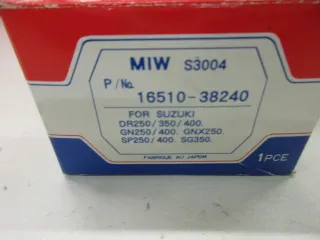 MIW S3004
P/No.
16510-38240
FOR SUZUKI
DR250/350/400.
GN250/400. GNX250.
SP250/400. SG350.
FABRIQUE AU JAPON
1PCE